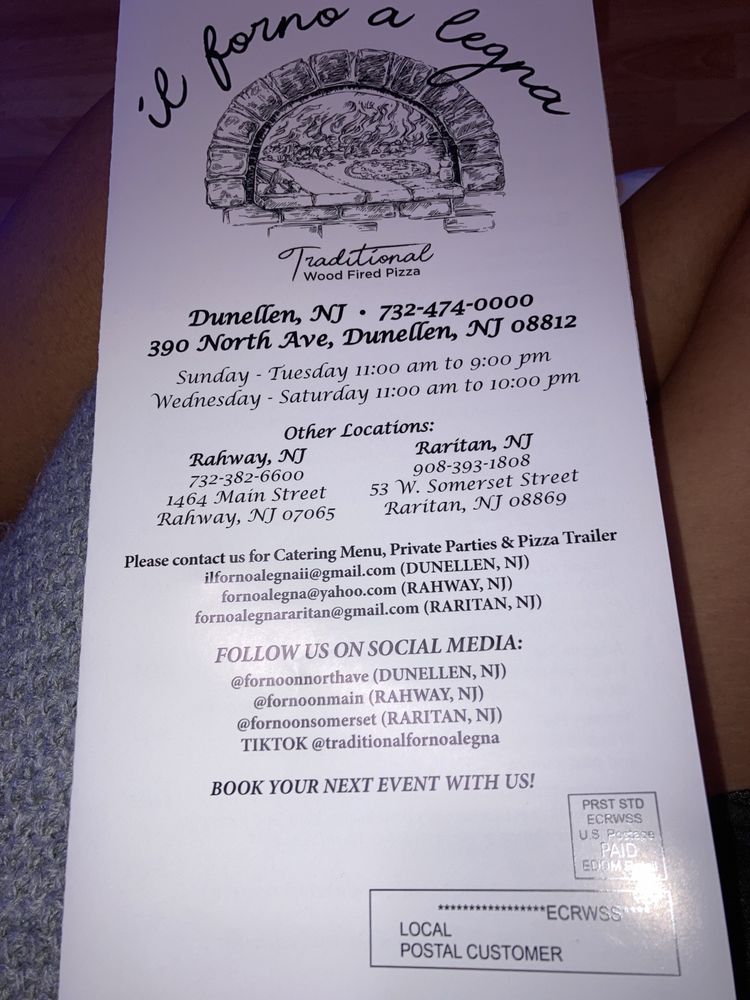 il forno a legna
Traditional
Wood Fired Pizza
Dunellen, NJ • 732-474-0000
390 North Ave, Dunellen, NJ 08812
Sunday - Tuesday 11:00 am to 9:00 pm
Wednesday - Saturday 11:00 am to 10:00 pm
Other Locations:
Rahway, NJ
732-382-6600
1464 Main Street
Rahway, NJ 07065
Raritan, NJ
908-393-1808
53 W. Somerset Street
Raritan, NJ 08869
Please contact us for Catering Menu, Private Parties & Pizza Trailer
ilfornoalegnaii@gmail.com (DUNELLEN, NJ)
fornoalegna@yahoo.com (RAHWAY, NJ)
fornoalegnararitan@gmail.com (RARITAN, NJ)
FOLLOW US ON SOCIAL MEDIA:
@fornoonnorthave (DUNELLEN, NJ)
@fornoonmain (RAHWAY, NJ)
@fornoonsomerset (RARITAN, NJ)
TIKTOK @traditionalfornoalegna
BOOK YOUR NEXT EVENT WITH US!
PRST STD
ECRWSS
U.S. Postage
PAID
EDDM Retail
*****************ECRWSS****
LOCAL
POSTAL CUSTOMER